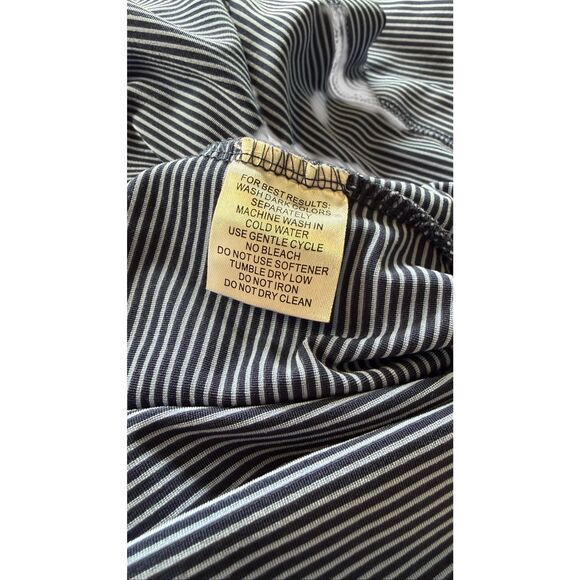 FOR BEST RESULTS:
WASH DARK COLORS
SEPARATELY
MACHINE WASH IN
COLD WATER
USE GENTLE CYCLE
NO BLEACH
DO NOT USE SOFTENER
TUMBLE DRY LOW
DO NOT IRON
DO NOT DRY CLEAN